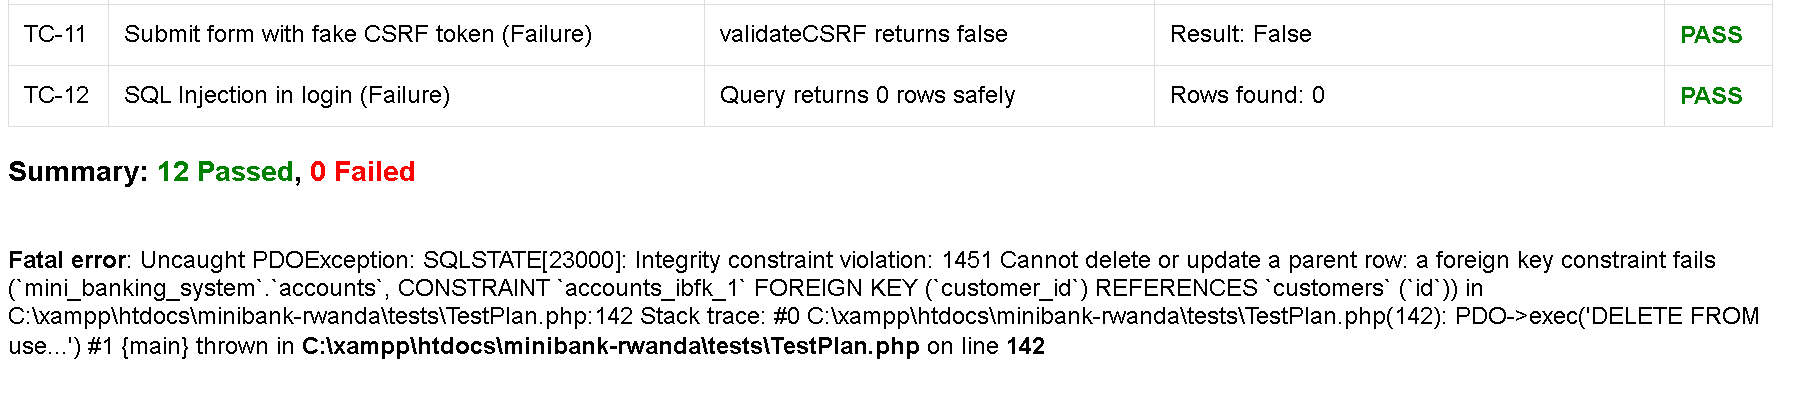 TC-11 Submit form with fake CSRF token (Failure) validateCSRF returns false Result: False PASS
TC-12 SQL Injection in login (Failure) Query returns 0 rows safely Rows found: 0 PASS
Summary: 12 Passed, 0 Failed
Fatal error: Uncaught PDOException: SQLSTATE[23000]: Integrity constraint violation: 1451 Cannot delete or update a parent row: a foreign key constraint fails
(`mini_banking_system`.`accounts`, CONSTRAINT `accounts_ibfk_1` FOREIGN KEY (`customer_id`) REFERENCES `customers` (`id`)) in
C:\xampp\htdocs\minibank-rwanda\tests\TestPlan.php:142 Stack trace: #0 C:\xampp\htdocs\minibank-rwanda\tests\TestPlan.php(142): PDO->exec('DELETE FROM
use...') #1 {main} thrown in C:\xampp\htdocs\minibank-rwanda\tests\TestPlan.php on line 142